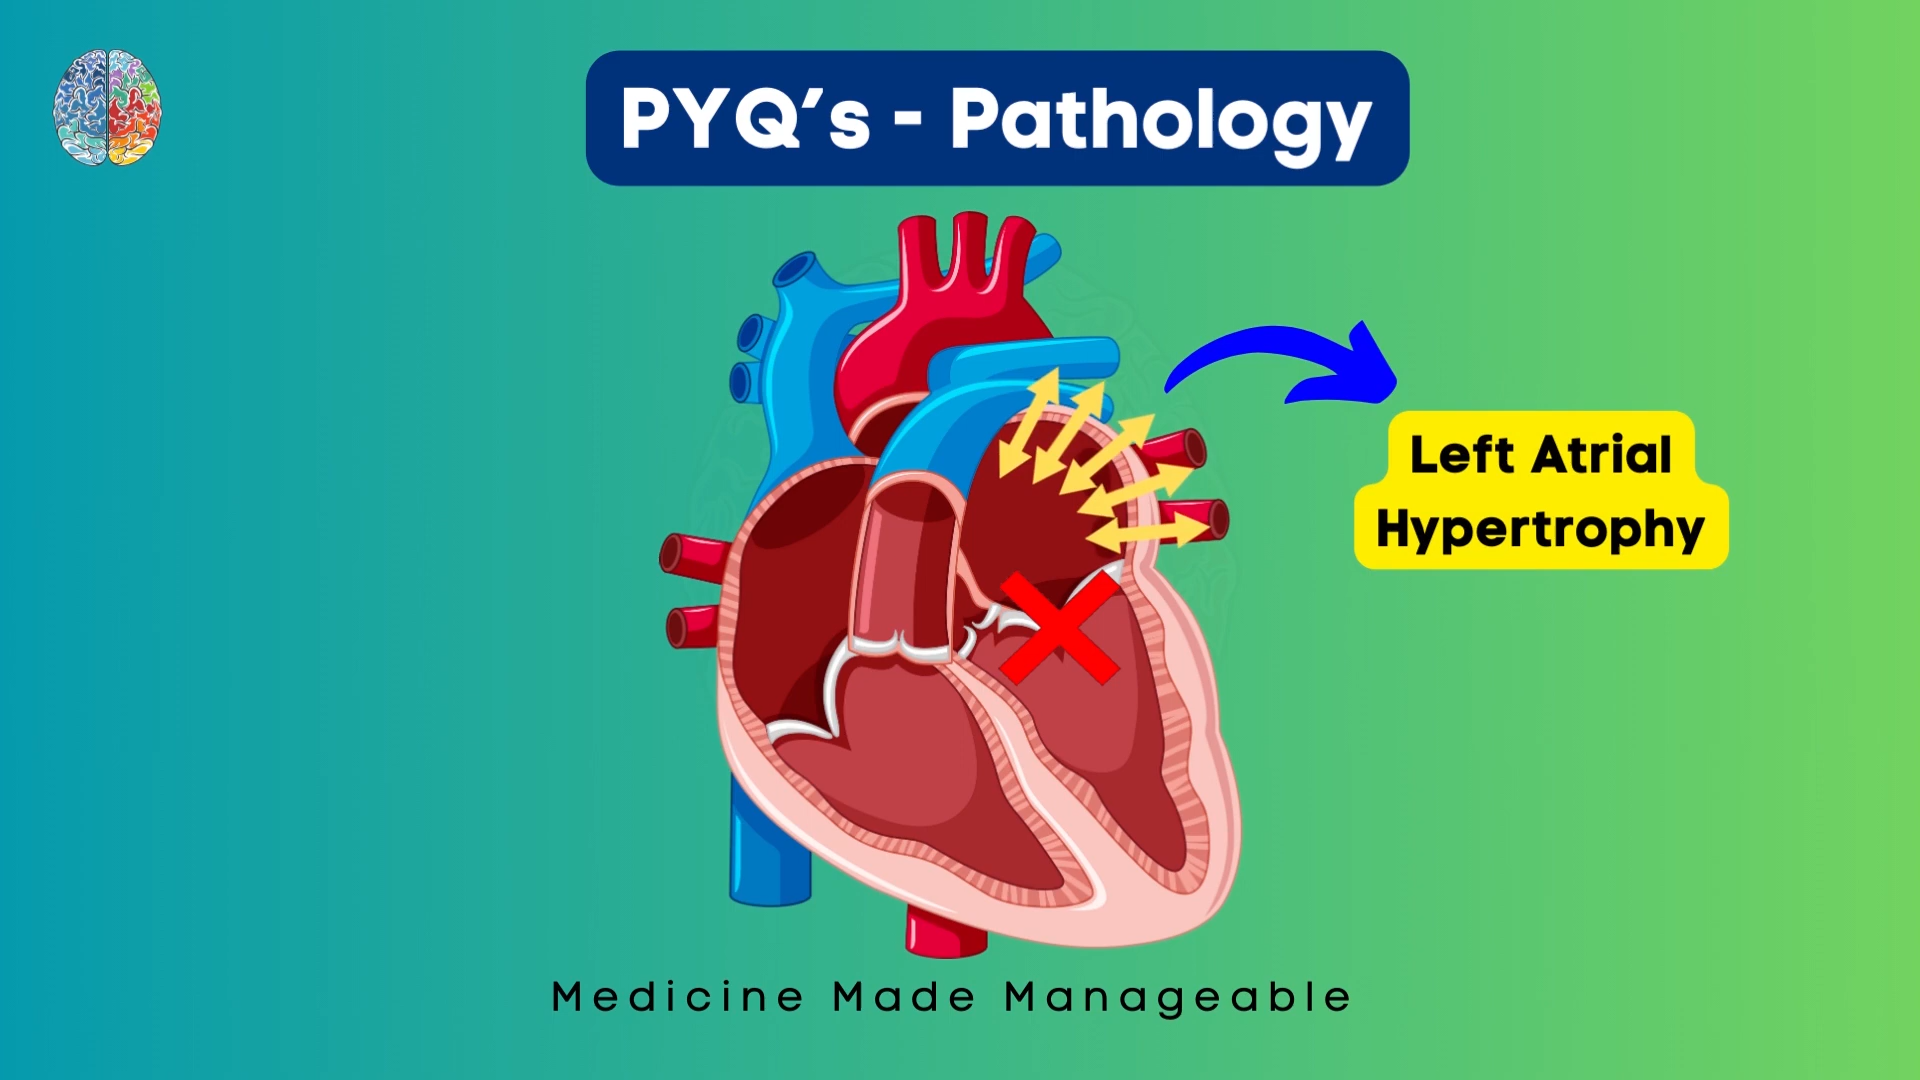 PYQ’s - Pathology
Left Atrial
Hypertrophy
Medicine Made Manageable